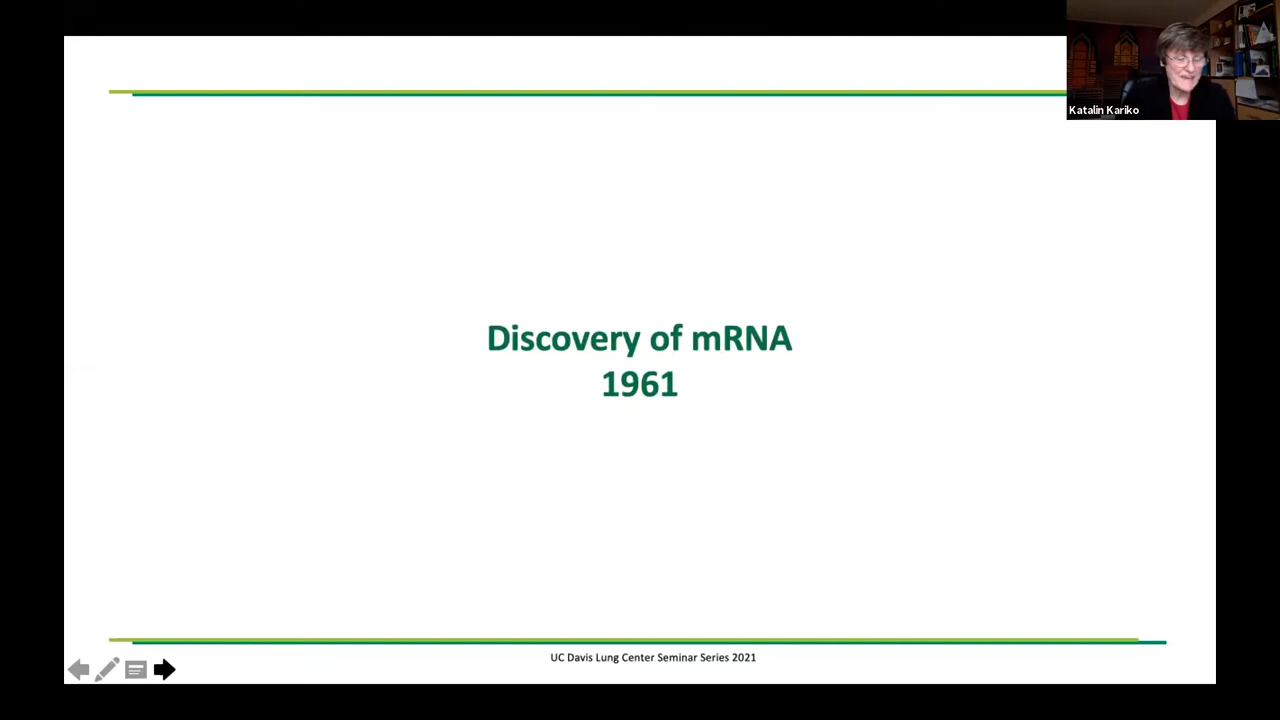 Katalin Kariko
Discovery of mRNA
1961
UC Davis Lung Center Seminar Series 2021